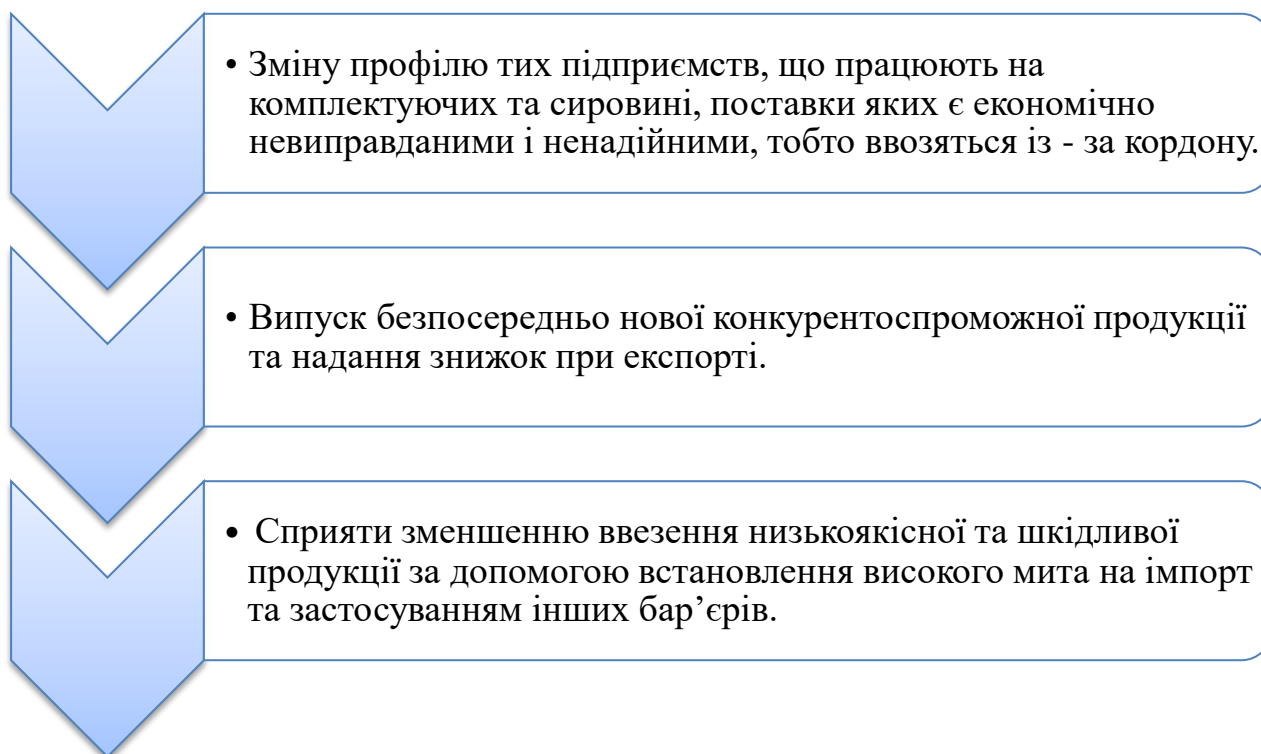 • Зміну профілю тих підприємств, що працюють на
комплектуючих та сировині, поставки яких є економічно
невиправданими і ненадійними, тобто ввозяться із - за кордону.
• Випуск безпосередньо нової конкурентоспроможної продукції
та надання знижок при експорті.
• Сприяти зменшенню ввезення низькоякісної та шкідливої
продукції за допомогою встановлення високого мита на імпорт
та застосуванням інших бар’єрів.